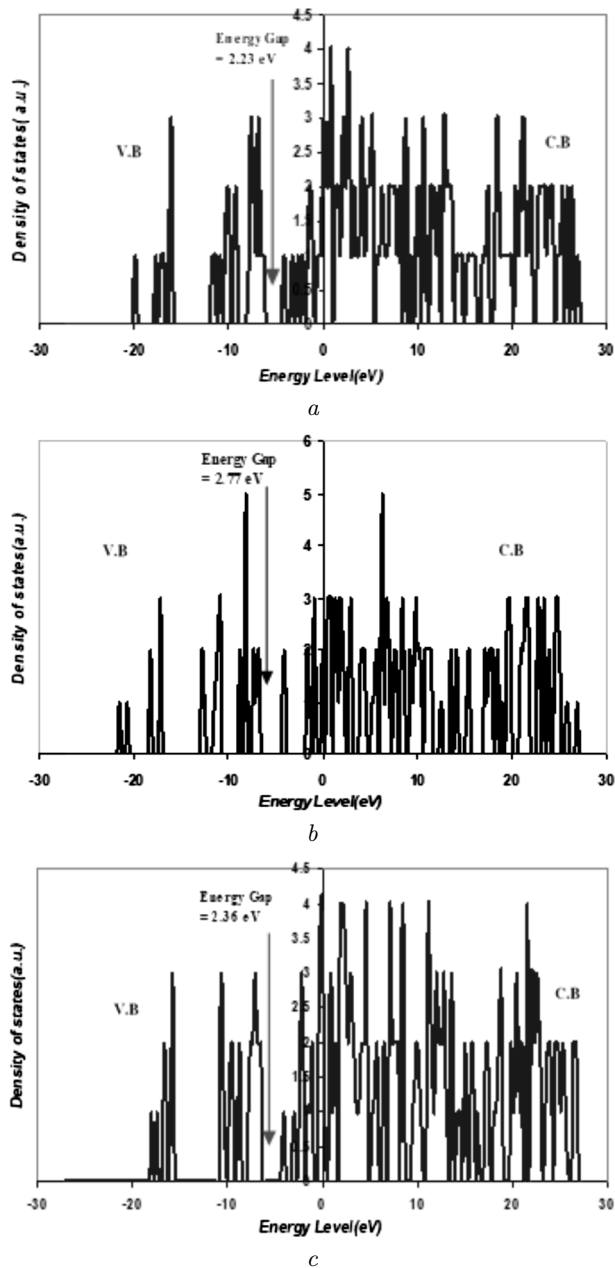 Energy Gap
= 2.23 eV
V.B
C.B
Density of states( a.u.)
4.5
4
3.5
3
2.5
2
1.5
1
0.5
0
-30 -20 -10 0 10 20 30
Energy Level(eV)
a
Energy Gap
= 2.77 eV
V.B
C.B
Density of states(a.u.)
6
5
4
3
2
1
0
-30 -20 -10 0 10 20 30
Energy Level(eV)
b
Energy Gap
= 2.36 eV
V.B
C.B
Density of states(a.u.)
4.5
4
3.5
3
2.5
2
1.5
1
0.5
0
-30 -20 -10 0 10 20 30
Energy Level(eV)
c